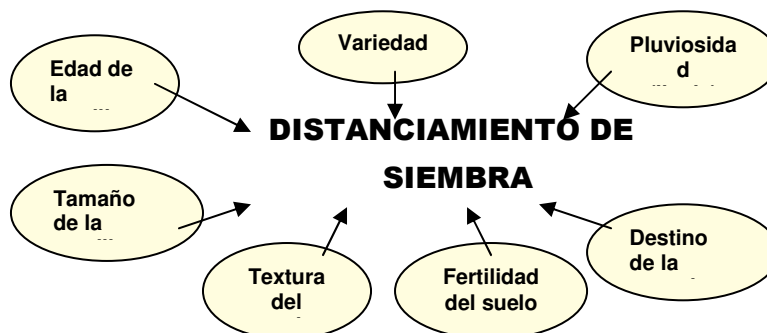 Variedad
Pluviosida
d
Edad de
la
DISTANCIAMIENTO DE
SIEMBRA
Tamaño
de la
Destino
de la
Textura
del
Fertilidad
del suelo